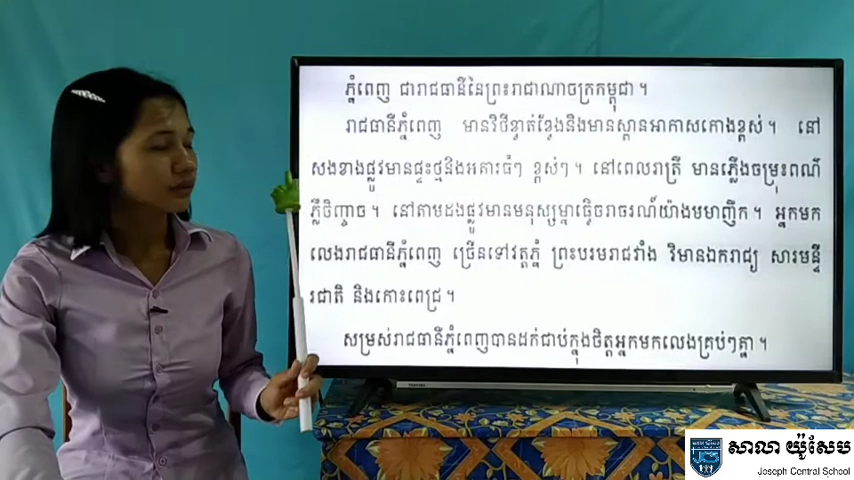 ភ្នំពេញ ជារាជធានីនៃព្រះរាជាណាចក្រកម្ពុជា ។
រាជធានីភ្នំពេញ មានវិថីខ្វាត់ខ្វែងនិងមានស្ពានអាកាសកោងខ្ពស់ ។ នៅ
សងខាងផ្លូវមានផ្ទះថ្មនិងអគារធំៗ ខ្ពស់ៗ ។ នៅពេលរាត្រី មានភ្លើងចម្រុះពណ៌
ភ្លឺចិញ្ចាច ។ នៅតាមដងផ្លូវមានមនុស្សម្នាធ្វើចរាចរណ៍យ៉ាងមមាញឹក ។ អ្នកមក
លេងរាជធានីភ្នំពេញ ច្រើនទៅវត្តភ្នំ ព្រះបរមរាជវាំង វិមានឯករាជ្យ សារមន្ទី
រជាតិ និងកោះពេជ្រ ។
សម្រស់រាជធានីភ្នំពេញបានដក់ជាប់ក្នុងចិត្តអ្នកមកលេងគ្រប់ៗគ្នា ។
TOSHIBA
JCS
សាលា យ៉ូសែប
Joseph Central School